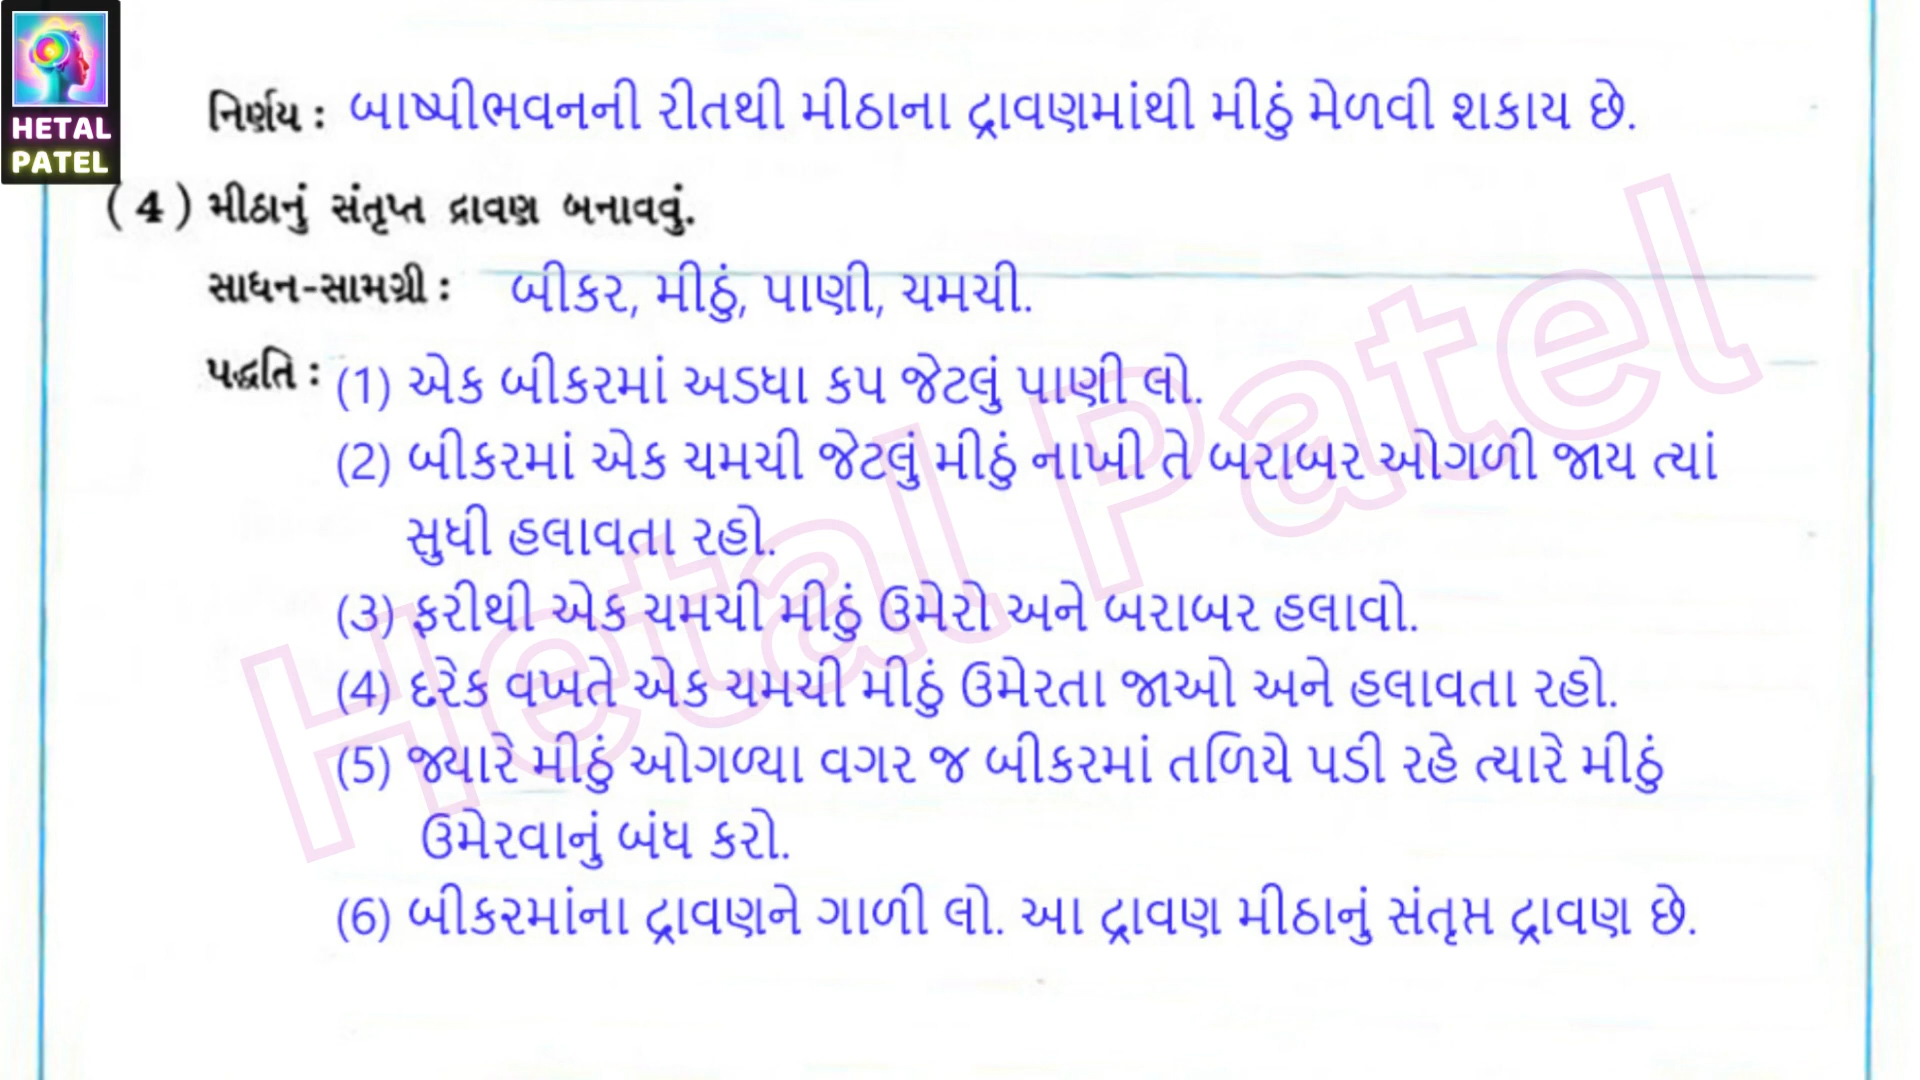 HETAL
PATEL
નિર્ણય : બાષ્પીભવનની રીતથી મીઠાના દ્રાવણમાંથી મીઠું મેળવી શકાય છે.
(4) મીઠાનું સંતૃપ્ત દ્રાવણ બનાવવું.
સાધન-સામગ્રી : બીકર, મીઠું, પાણી, ચમચી.
પદ્ધતિ : (1) એક બીકરમાં અડધા કપ જેટલું પાણી લો.
(2) બીકરમાં એક ચમચી જેટલું મીઠું નાખી તે બરાબર ઓગળી જાય ત્યાં
સુધી હલાવતા રહો.
(3) ફરીથી એક ચમચી મીઠું ઉમેરો અને બરાબર હલાવો.
(4) દરેક વખતે એક ચમચી મીઠું ઉમેરતા જાઓ અને હલાવતા રહો.
(5) જ્યારે મીઠું ઓગળ્યા વગર જ બીકરમાં તળિયે પડી રહે ત્યારે મીઠું
ઉમેરવાનું બંધ કરો.
(6) બીકરમાંના દ્રાવણને ગાળી લો. આ દ્રાવણ મીઠાનું સંતૃપ્ત દ્રાવણ છે.
Hetal Patel